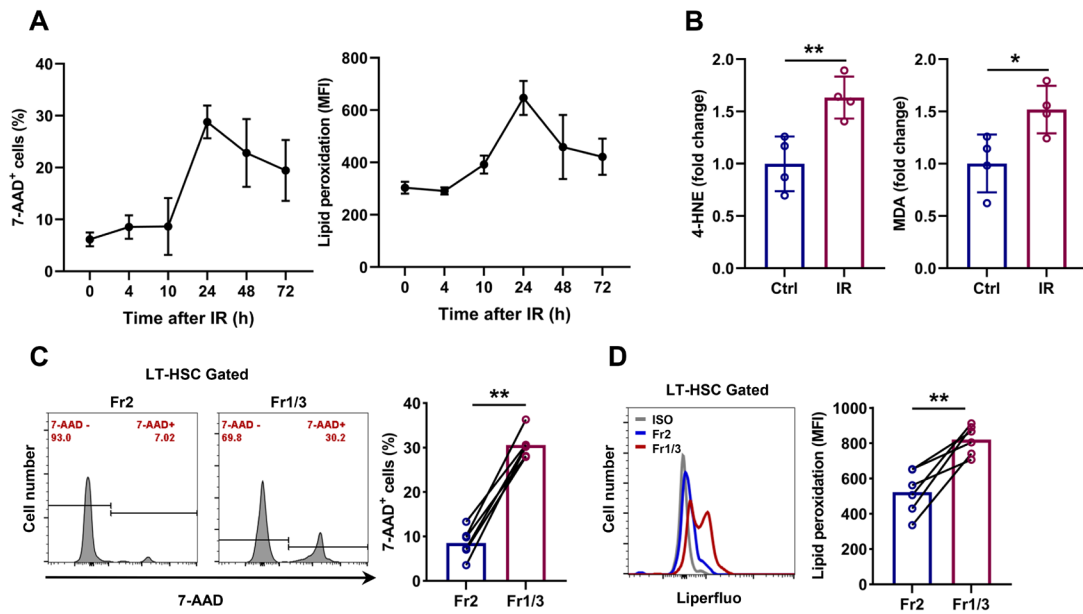 A
7-AAD+ cells (%)
40
30
20
10
0
0 4 10 24 48 72
Time after IR (h)
Lipid peroxidation (MFI)
800
600
400
200
0
0 4 10 24 48 72
Time after IR (h)
B
4-HNE (fold change)
2.0
1.5
1.0
0.5
0.0
**
Ctrl IR
MDA (fold change)
2.0
1.5
1.0
0.5
0.0
*
Ctrl IR
C
LT-HSC Gated
Fr2 Fr1/3
Cell number
7-AAD - 7-AAD+
93.0 7.02
7-AAD - 7-AAD+
69.8 30.2
7-AAD
7-AAD+ cells (%)
40
30
20
10
0
**
Fr2 Fr1/3
D
LT-HSC Gated
Cell number
ISO
Fr2
Fr1/3
Liperfluo
Lipid peroxidation (MFI)
1000
800
600
400
200
0
**
Fr2 Fr1/3